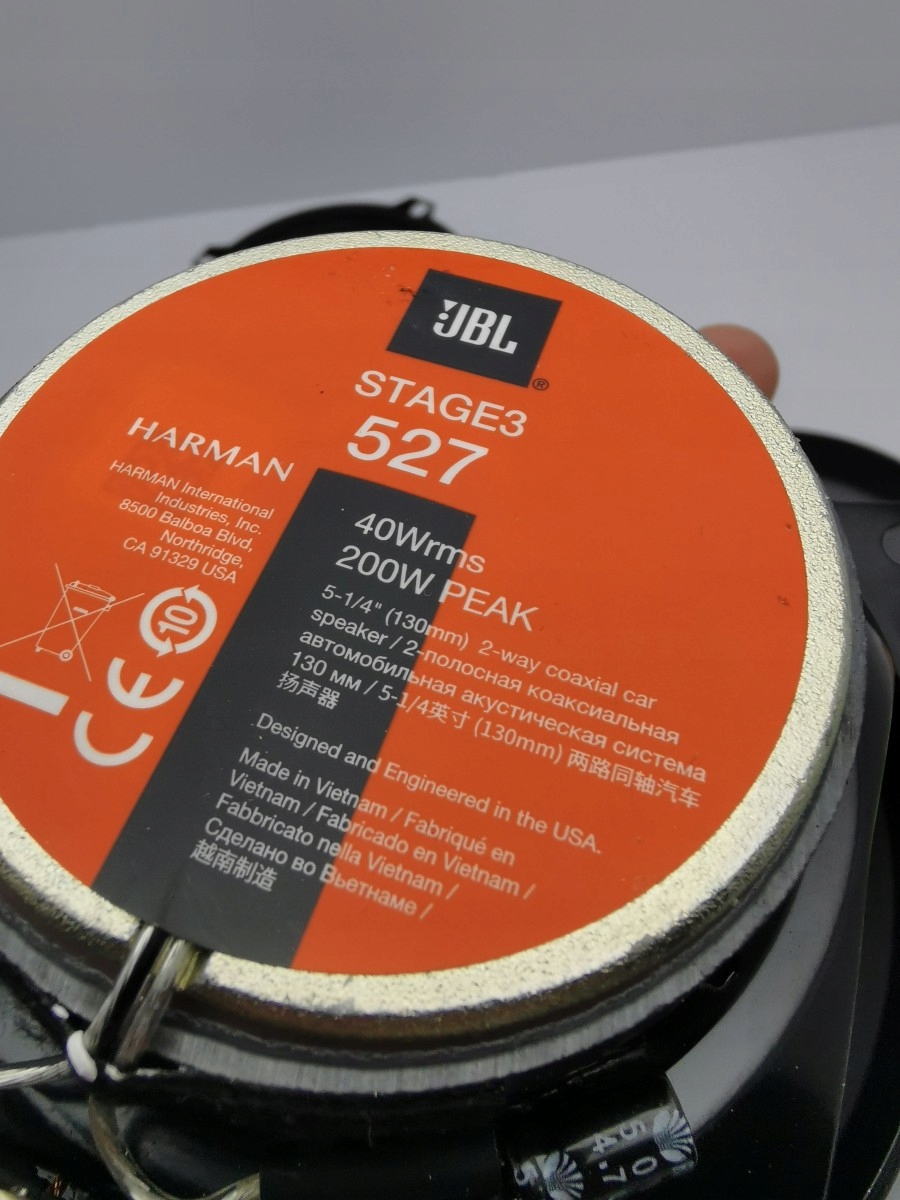 JBL®
STAGE3
527
HARMAN
HARMAN International
Industries, Inc.
8500 Balboa Blvd,
Northridge,
CA 91329 USA
10
CE
40Wrms
200W PEAK
5-1/4" (130mm) 2-way coaxial car
speaker / 2-полосная коаксиальная
автомобильная акустическая система
130 мм / 5-1/4英寸 (130mm) 两路同轴汽车
扬声器
Designed and Engineered in the USA.
Made in Vietnam / Fabriqué en
Vietnam / Fabricado en Vietnam /
Fabbricato nella Vietnam /
Сделано во Вьетнаме /
越南制造